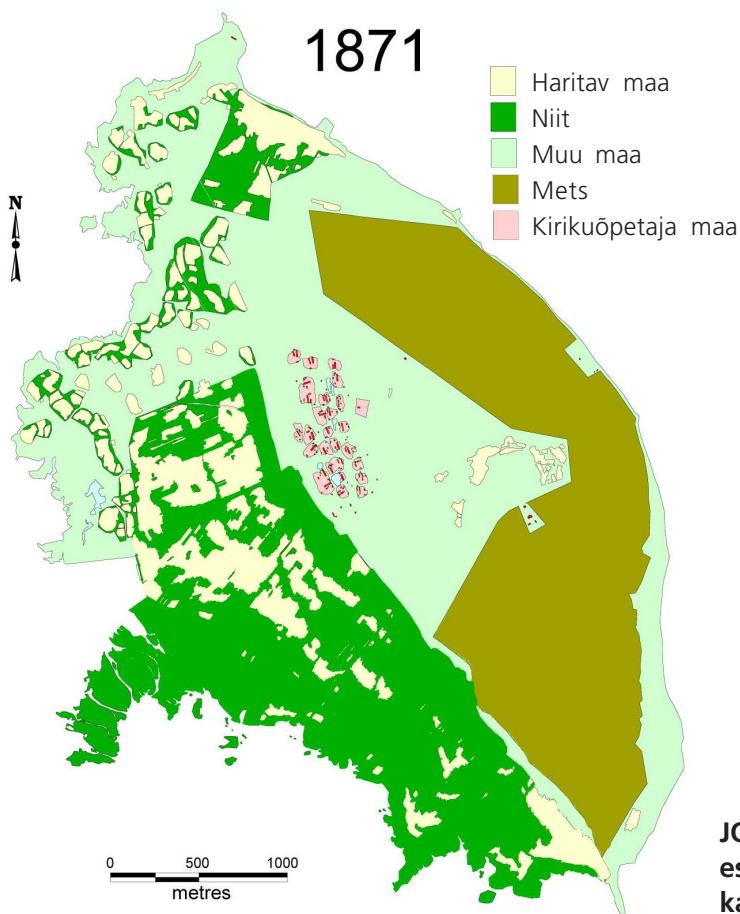 1871
Haritav maa
Niit
Muu maa
Mets
Kirikuõpetaja maa
N
0 500 1000
metres